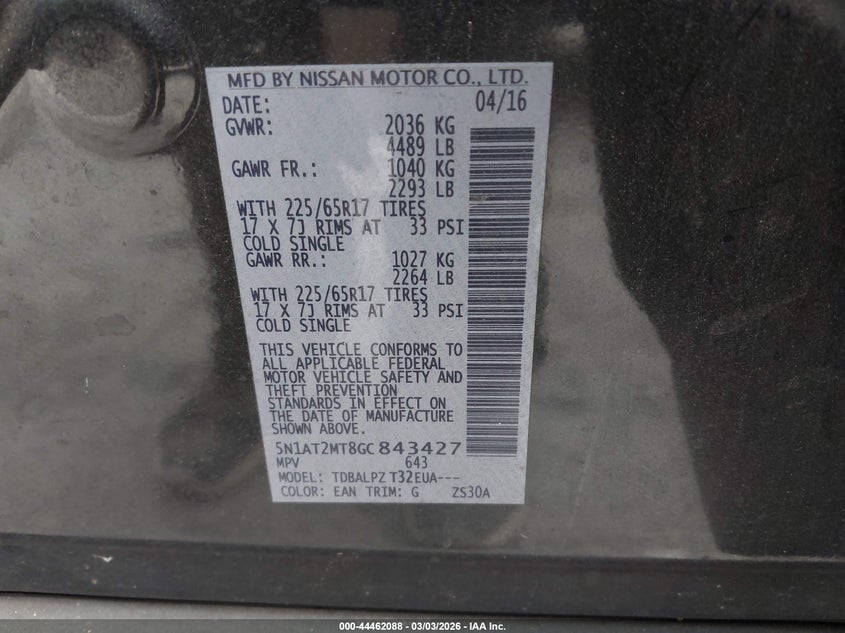 MFD BY NISSAN MOTOR CO., LTD.
DATE: 04/16
GVWR: 2036 KG
4489 LB
GAWR FR.: 1040 KG
2293 LB
WITH 225/65R17 TIRES
17 X 7J RIMS AT 33 PSI
COLD SINGLE
GAWR RR.: 1027 KG
2264 LB
WITH 225/65R17 TIRES
17 X 7J RIMS AT 33 PSI
COLD SINGLE
THIS VEHICLE CONFORMS TO
ALL APPLICABLE FEDERAL
MOTOR VEHICLE SAFETY AND
THEFT PREVENTION
STANDARDS IN EFFECT ON
THE DATE OF MANUFACTURE
SHOWN ABOVE.
5N1AT2MT8GC843427
MPV 643
MODEL: TDBALPZ T32EUA---
COLOR: EAN TRIM: G ZS30A
000-44462088 - 03/03/2026 - IAA Inc.